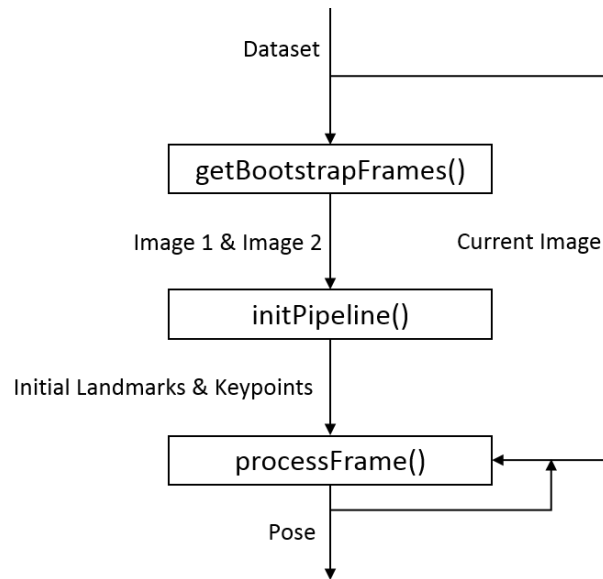 Dataset
getBootstrapFrames()
Image 1 & Image 2
Current Image
initPipeline()
Initial Landmarks & Keypoints
processFrame()
Pose